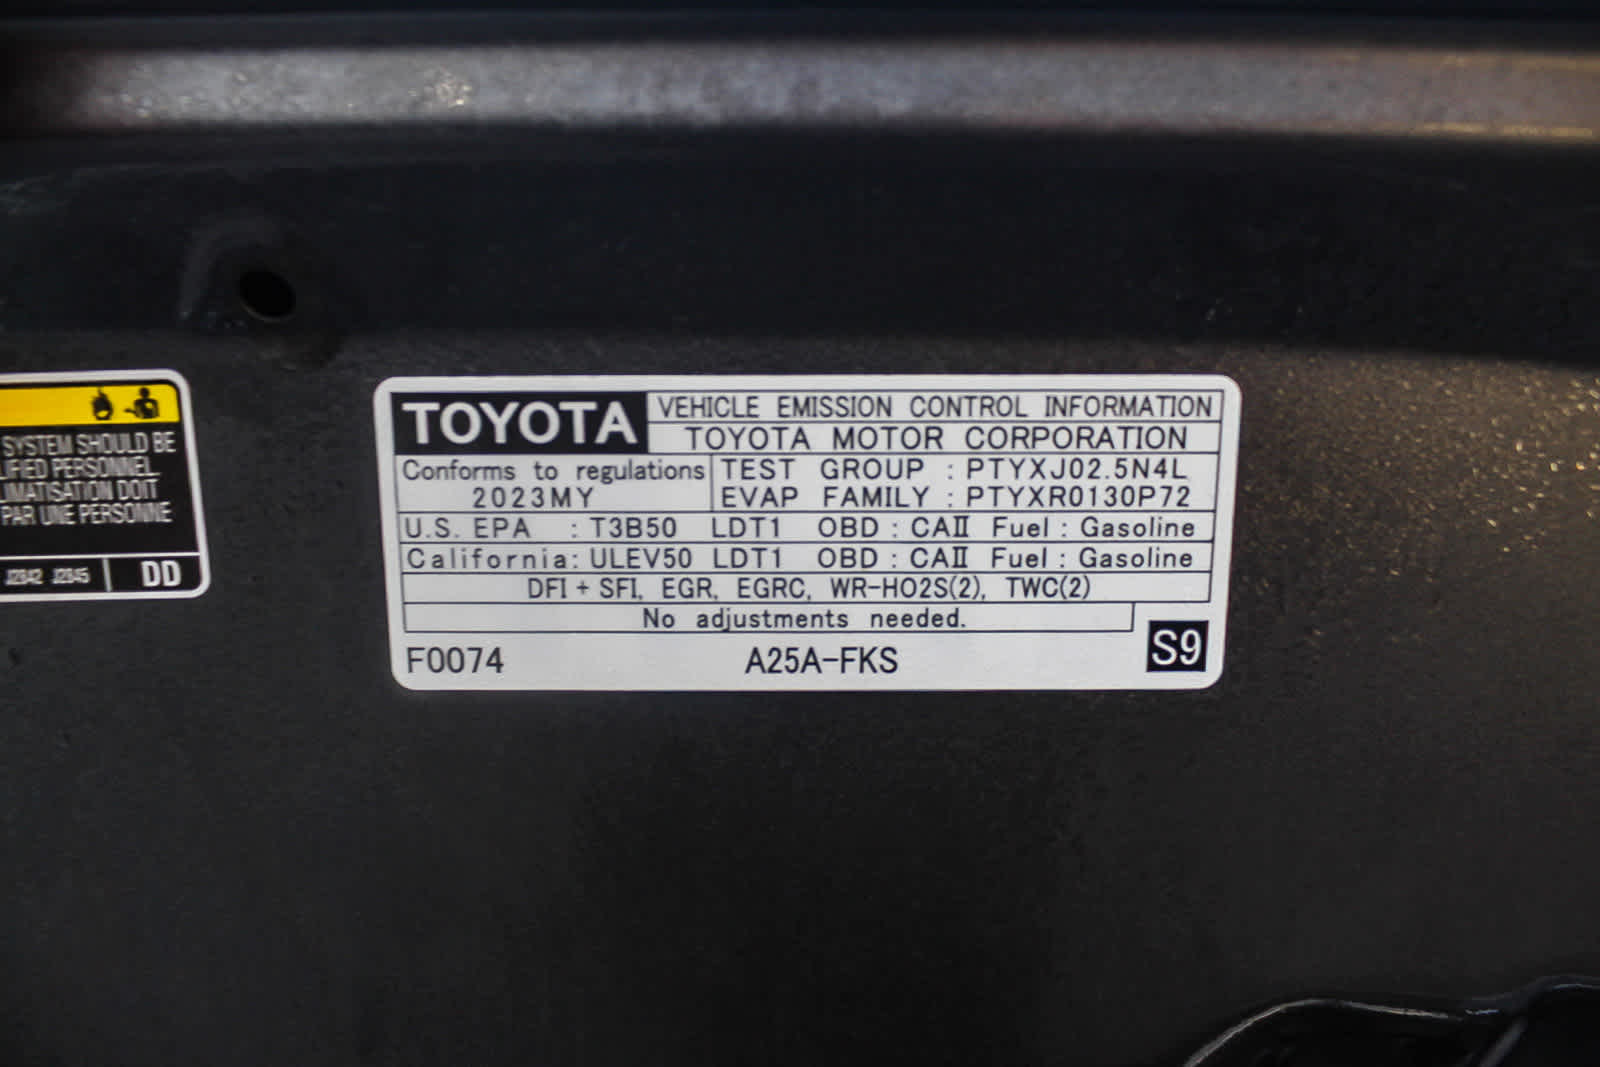 SYSTEM SHOULD BE
LIFIED PERSONNEL.
LIMATISATION DOIT
PAR UNE PERSONNE
J2842 J2845 DD
TOYOTA VEHICLE EMISSION CONTROL INFORMATION
TOYOTA MOTOR CORPORATION
Conforms to regulations TEST GROUP : PTYXJ02.5N4L
2023MY EVAP FAMILY : PTYXR0130P72
U.S. EPA : T3B50 LDT1 OBD : CAII Fuel : Gasoline
California: ULEV50 LDT1 OBD : CAII Fuel : Gasoline
DFI + SFI, EGR, EGRC, WR-HO2S(2), TWC(2)
No adjustments needed.
F0074 A25A-FKS S9